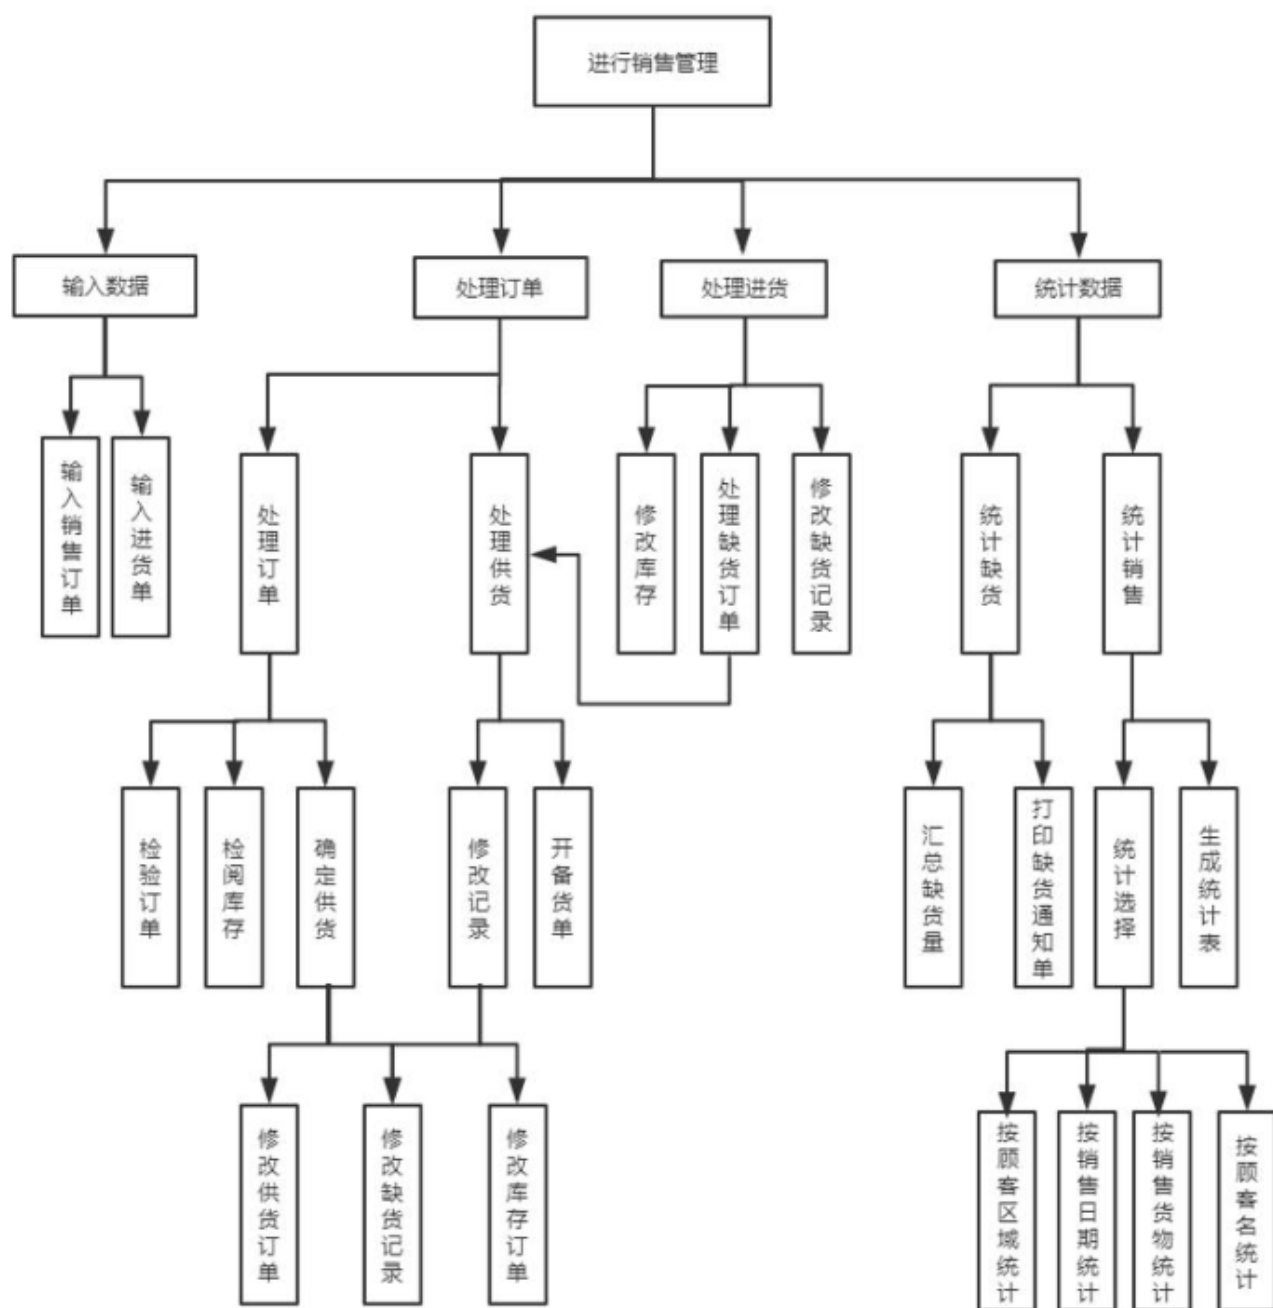 进行销售管理
输入数据
处理订单
处理进货
统计数据
输入销售订单
输入进货单
处理订单
处理供货
修改库存
处理缺货订单
修改缺货记录
统计缺货
统计销售
检验订单
检阅库存
确定供货
修改记录
开备货单
汇总缺货量
打印缺货通知单
统计选择
生成统计表
修改供货订单
修改缺货记录
修改库存订单
按顾客区域统计
按销售日期统计
按销售货物统计
按顾客名统计